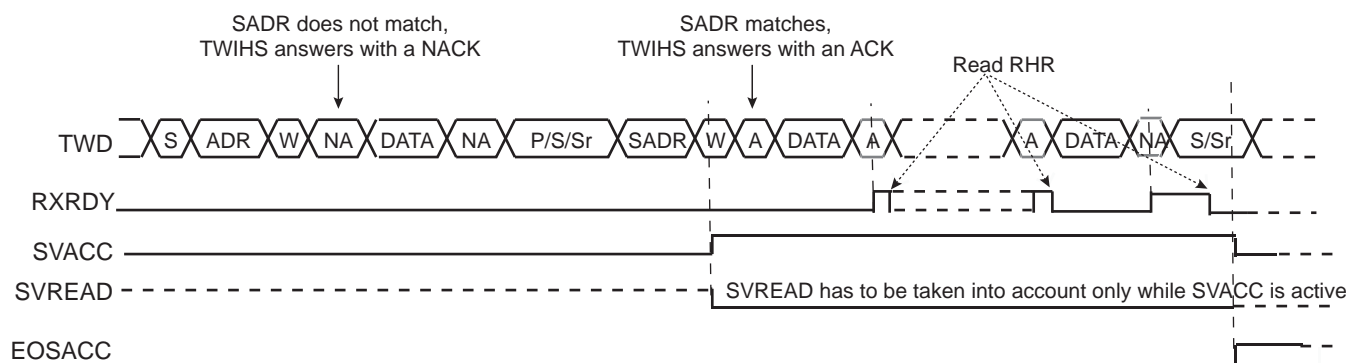 SADR does not match,
TWIHS answers with a NACK
SADR matches,
TWIHS answers with an ACK
Read RHR
TWD S ADR W NA DATA NA P/S/Sr SADR W A DATA A A DATA NA S/Sr
RXRDY
SVACC
SVREAD SVREAD has to be taken into account only while SVACC is active
EOSACC